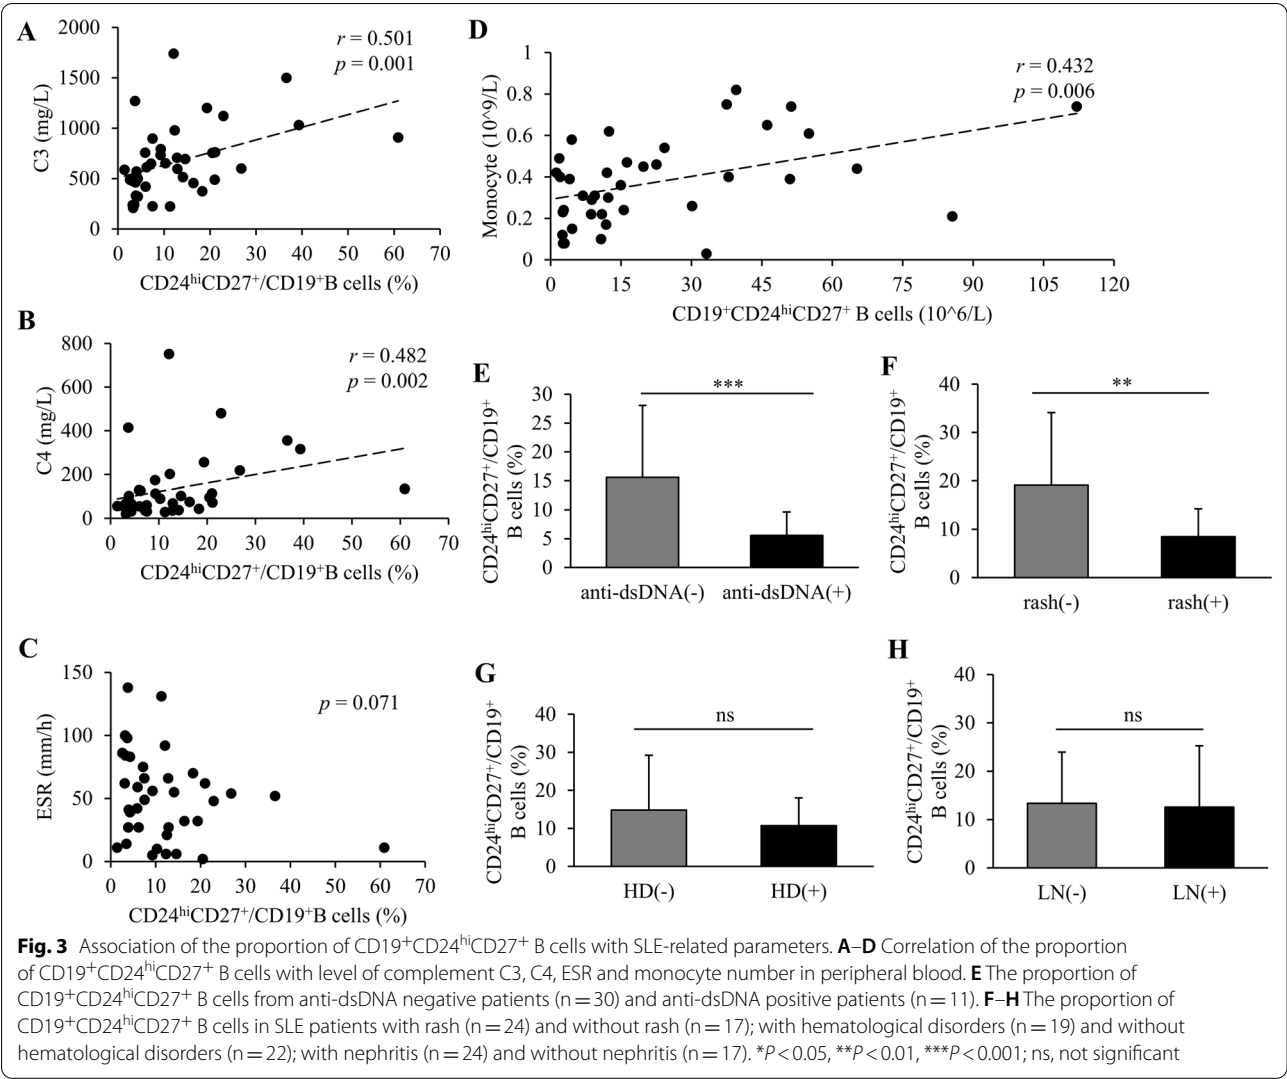 A
2000
1500
1000
500
0
C3 (mg/L)
r = 0.501
p = 0.001
0 10 20 30 40 50 60 70
CD24hiCD27+/CD19+B cells (%)
B
800
600
400
200
0
C4 (mg/L)
r = 0.482
p = 0.002
0 10 20 30 40 50 60 70
CD24hiCD27+/CD19+B cells (%)
C
150
100
50
0
ESR (mm/h)
p = 0.071
0 10 20 30 40 50 60 70
CD24hiCD27+/CD19+B cells (%)
D
1
0.8
0.6
0.4
0.2
0
Monocyte (10^9/L)
r = 0.432
p = 0.006
0 15 30 45 60 75 90 105 120
CD19+CD24hiCD27+ B cells (10^6/L)
E
30
25
20
15
10
5
0
CD24hiCD27+/CD19+
B cells (%)
***
anti-dsDNA(-) anti-dsDNA(+)
F
40
30
20
10
0
CD24hiCD27+/CD19+
B cells (%)
**
rash(-) rash(+)
G
40
30
20
10
0
CD24hiCD27+/CD19+
B cells (%)
ns
HD(-) HD(+)
H
40
30
20
10
0
CD24hiCD27+/CD19+
B cells (%)
ns
LN(-) LN(+)
Fig. 3 Association of the proportion of CD19+CD24hiCD27+ B cells with SLE-related parameters. A–D Correlation of the proportion
of CD19+CD24hiCD27+ B cells with level of complement C3, C4, ESR and monocyte number in peripheral blood. E The proportion of
CD19+CD24hiCD27+ B cells from anti-dsDNA negative patients (n = 30) and anti-dsDNA positive patients (n = 11). F–H The proportion of
CD19+CD24hiCD27+ B cells in SLE patients with rash (n = 24) and without rash (n = 17); with hematological disorders (n = 19) and without
hematological disorders (n = 22); with nephritis (n = 24) and without nephritis (n = 17). *P < 0.05, **P < 0.01, ***P < 0.001; ns, not significant